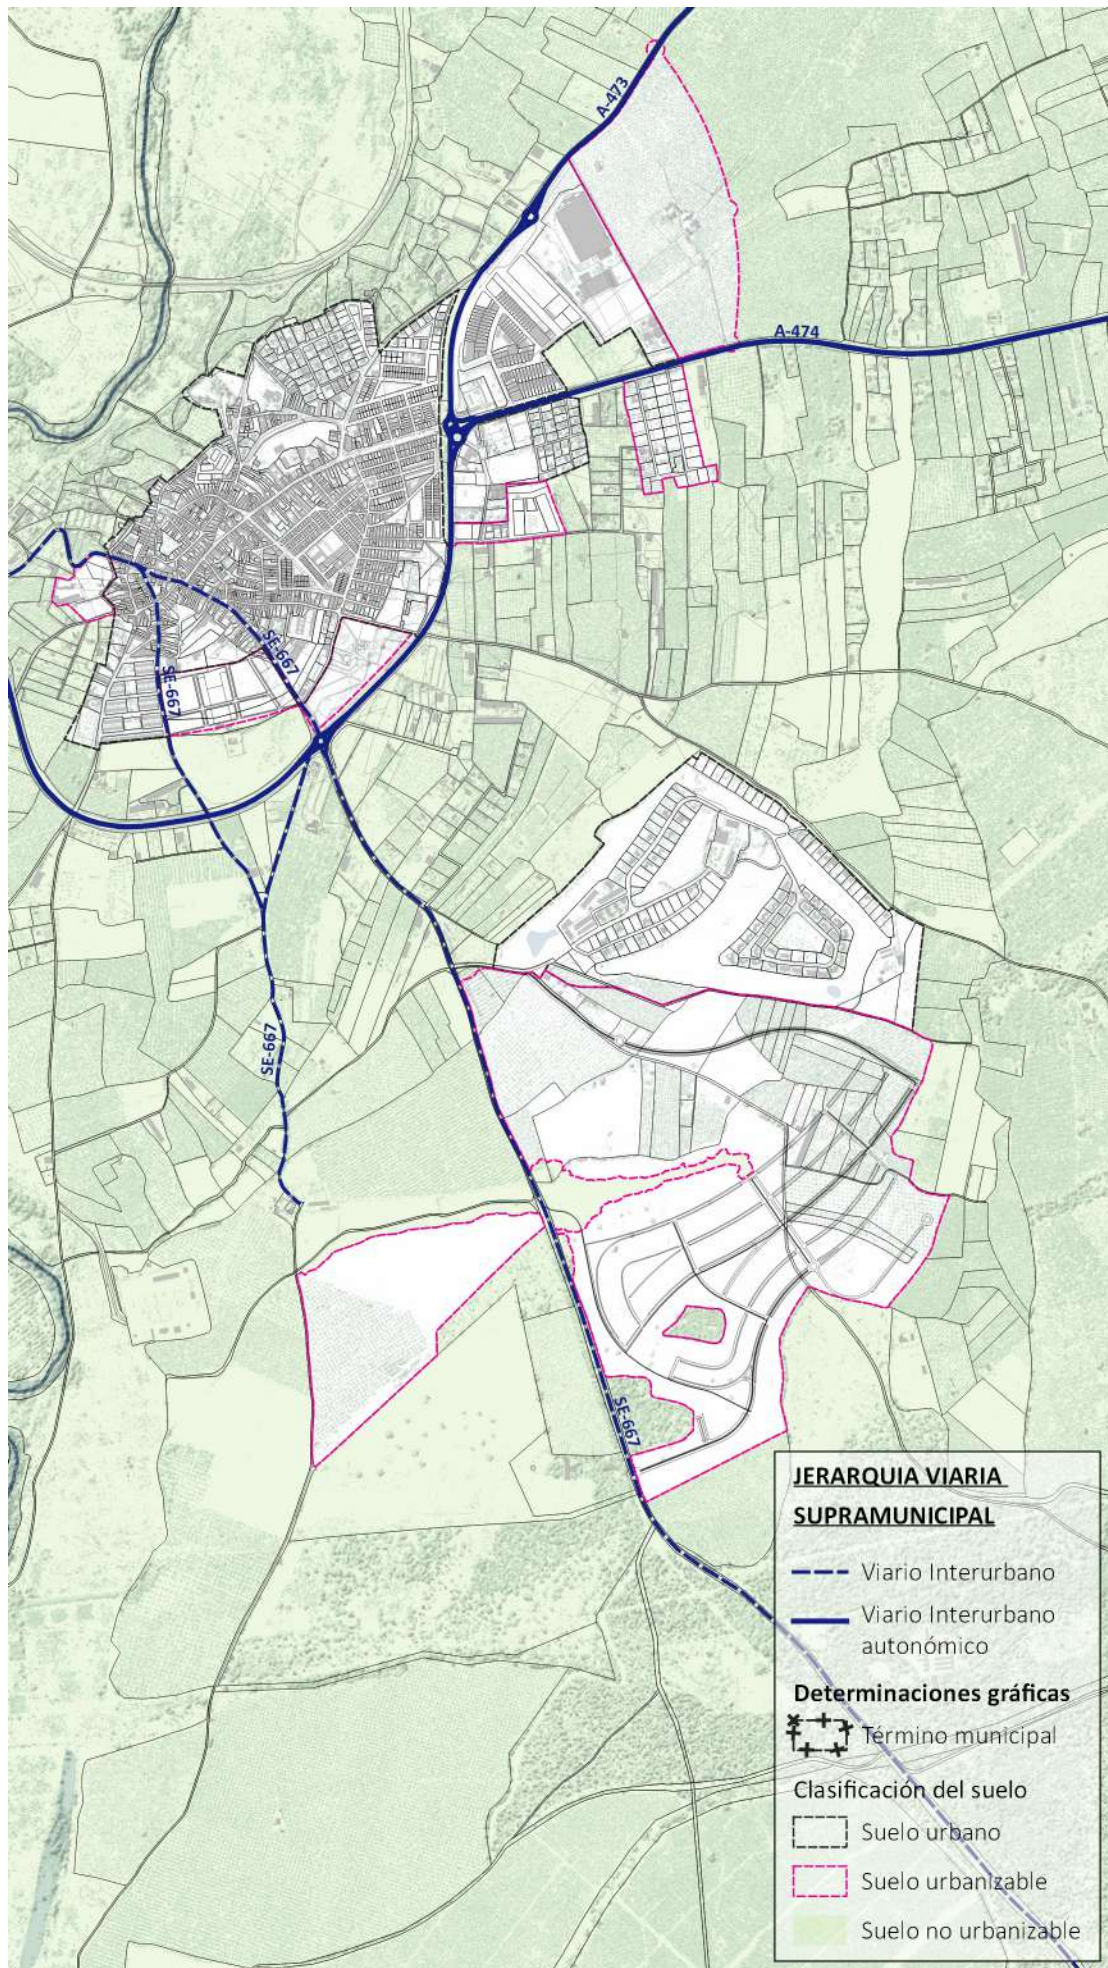 A-473
A-474
SE-667
SE-667
SE-667
SE-667
JERARQUIA VIARIA
SUPRAMUNICIPAL
Viario Interurbano
Viario Interurbano
autonómico
Determinaciones gráficas
Término municipal
Clasificación del suelo
Suelo urbano
Suelo urbanizable
Suelo no urbanizable